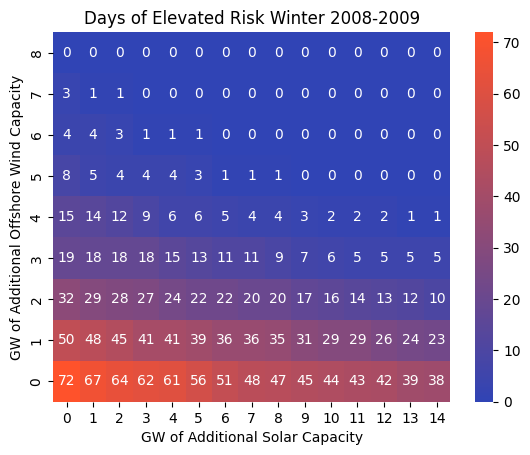 Days of Elevated Risk Winter 2008-2009
GW of Additional Offshore Wind Capacity
8 0 0 0 0 0 0 0 0 0 0 0 0 0 0 0
7 3 1 1 0 0 0 0 0 0 0 0 0 0 0 0
6 4 4 3 1 1 1 0 0 0 0 0 0 0 0 0
5 8 5 4 4 4 3 1 1 1 0 0 0 0 0 0
4 15 14 12 9 6 6 5 4 4 3 2 2 2 1 1
3 19 18 18 18 15 13 11 11 9 7 6 5 5 5 5
2 32 29 28 27 24 22 22 20 20 17 16 14 13 12 10
1 50 48 45 41 41 39 36 36 35 31 29 29 26 24 23
0 72 67 64 62 61 56 51 48 47 45 44 43 42 39 38
0 1 2 3 4 5 6 7 8 9 10 11 12 13 14
GW of Additional Solar Capacity
70
60
50
40
30
20
10
0